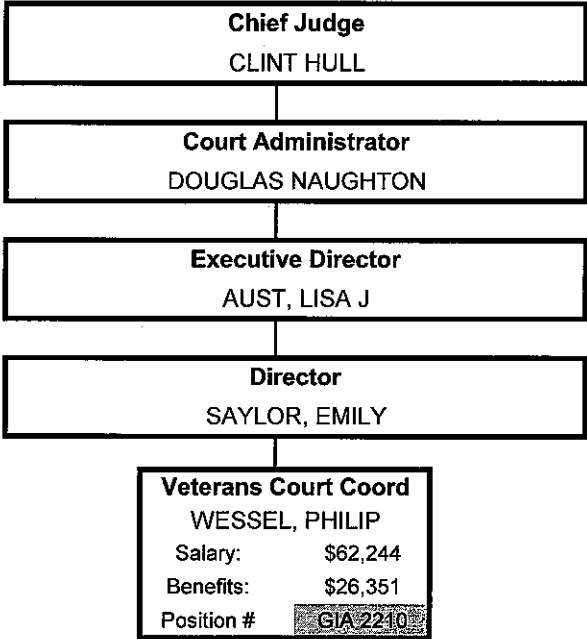 Chief Judge
CLINT HULL
Court Administrator
DOUGLAS NAUGHTON
Executive Director
AUST, LISA J
Director
SAYLOR, EMILY
Veterans Court Coord
WESSEL, PHILIP
Salary: $62,244
Benefits: $26,351
Position # GIA 2210